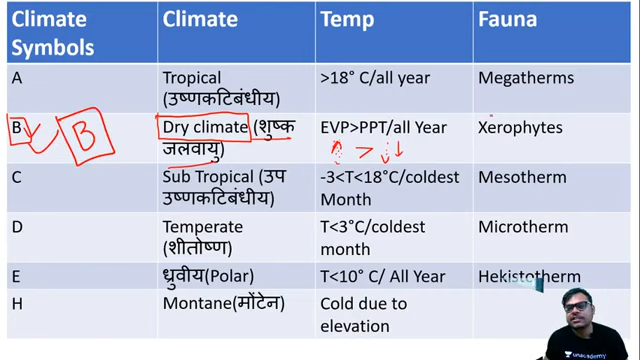 Climate Symbols Climate Temp Fauna
A Tropical (उष्णकटिबंधीय) >18° C/all year Megatherms
B Dry climate (शुष्क जलवायु) EVP>PPT/all Year Xerophytes
B
>
C Sub Tropical (उप उष्णकटिबंधीय) -3<T<18°C/coldest Month Mesotherm
D Temperate (शीतोष्ण) T<3°C/coldest month Microtherm
E ध्रुवीय(Polar) T<10° C/ All Year Hekistotherm
H Montane(मोंटेन) Cold due to elevation
unacademy